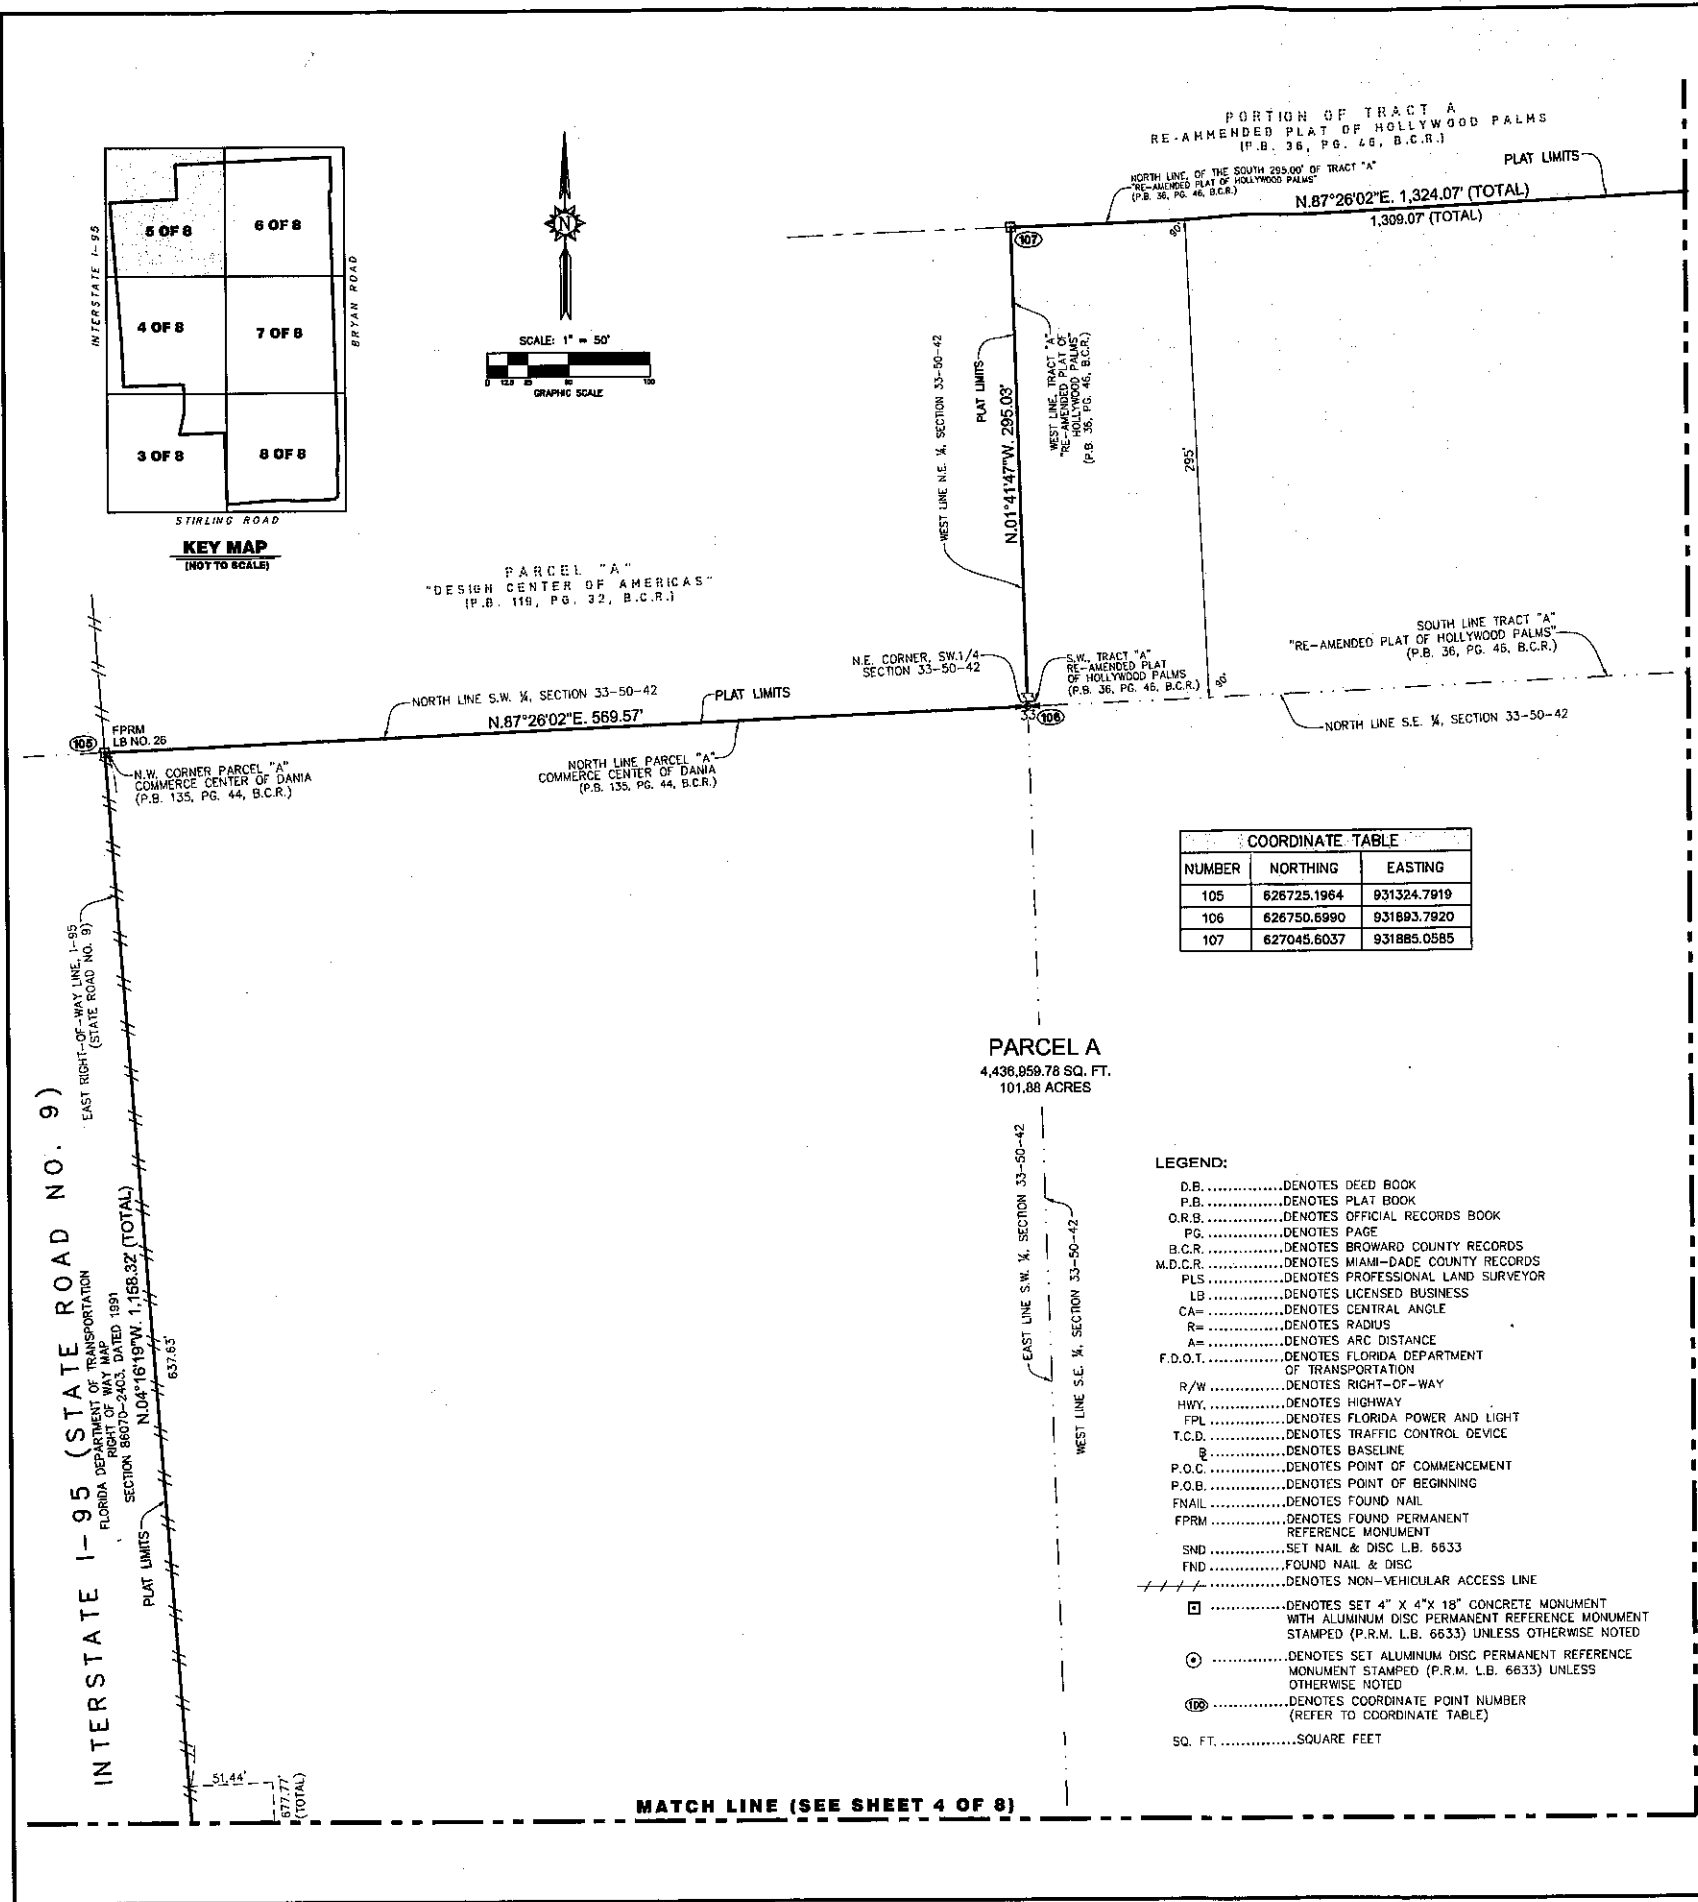 PORTION OF TRACT A
RE-AMMENDED PLAT OF HOLLYWOOD PALMS
(P.B. 36, PG. 46, B.C.R.)
PLAT LIMITS
NORTH LINE, OF THE SOUTH 295.00' OF TRACT "A"
"RE-AMENDED PLAT OF HOLLYWOOD PALMS"
(P.B. 36, PG. 46, B.C.R.)
N.87°26'02"E. 1,324.07' (TOTAL)
1,309.07' (TOTAL)
107
90'
INTERSTATE I-95
5 OF 8
6 OF 8
4 OF 8
7 OF 8
3 OF 8
8 OF 8
BRYAN ROAD
STIRLING ROAD
KEY MAP
(NOT TO SCALE)
N
SCALE: 1" = 50'
0 12.5 25 50 100
GRAPHIC SCALE
WEST LINE N.E. ¼, SECTION 33-50-42
PLAT LIMITS
N.01°41'47"W. 295.03'
WEST LINE, TRACT "A"
"RE-AMENDED PLAT OF
HOLLYWOOD PALMS"
(P.B. 36, PG. 46, B.C.R.)
295'
PARCEL "A"
"DESIGN CENTER OF AMERICAS"
(P.B. 119, PG. 32, B.C.R.)
SOUTH LINE TRACT "A"
"RE-AMENDED PLAT OF HOLLYWOOD PALMS"
(P.B. 36, PG. 46, B.C.R.)
N.E. CORNER, SW.1/4
SECTION 33-50-42
S.W., TRACT "A"
RE-AMENDED PLAT
OF HOLLYWOOD PALMS
(P.B. 36, PG. 46, B.C.R.)
90'
33
106
NORTH LINE S.E. ¼, SECTION 33-50-42
NORTH LINE S.W. ¼, SECTION 33-50-42
PLAT LIMITS
N.87°26'02"E. 569.57'
105
FPRM
LB NO. 26
N.W. CORNER PARCEL "A"
COMMERCE CENTER OF DANIA
(P.B. 135, PG. 44, B.C.R.)
NORTH LINE PARCEL "A"
COMMERCE CENTER OF DANIA
(P.B. 135, PG. 44, B.C.R.)
COORDINATE TABLE
NUMBER NORTHING EASTING
105 626725.1964 931324.7919
106 626750.6990 931893.7920
107 627045.6037 931885.0585
EAST RIGHT-OF-WAY LINE, I-95
(STATE ROAD NO. 9)
INTERSTATE I-95 (STATE ROAD NO. 9)
FLORIDA DEPARTMENT OF TRANSPORTATION
RIGHT OF WAY MAP
SECTION 86070-2403, DATED 1991
N.04°16'19"W. 1,158.32' (TOTAL)
637.63'
PLAT LIMITS
51.44'
677.77'
(TOTAL)
PARCEL A
4,436,959.78 SQ. FT.
101.88 ACRES
EAST LINE S.W. ¼, SECTION 33-50-42
WEST LINE S.E. ¼, SECTION 33-50-42
LEGEND:
D.B. ..............DENOTES DEED BOOK
P.B. ..............DENOTES PLAT BOOK
O.R.B. ..............DENOTES OFFICIAL RECORDS BOOK
PG. ..............DENOTES PAGE
B.C.R. ..............DENOTES BROWARD COUNTY RECORDS
M.D.C.R. ..............DENOTES MIAMI-DADE COUNTY RECORDS
PLS ..............DENOTES PROFESSIONAL LAND SURVEYOR
LB ..............DENOTES LICENSED BUSINESS
CA= ..............DENOTES CENTRAL ANGLE
R= ..............DENOTES RADIUS
A= ..............DENOTES ARC DISTANCE
F.D.O.T. ..............DENOTES FLORIDA DEPARTMENT
OF TRANSPORTATION
R/W ..............DENOTES RIGHT-OF-WAY
HWY. ..............DENOTES HIGHWAY
FPL ..............DENOTES FLORIDA POWER AND LIGHT
T.C.D. ..............DENOTES TRAFFIC CONTROL DEVICE
B ..............DENOTES BASELINE
P.O.C. ..............DENOTES POINT OF COMMENCEMENT
P.O.B. ..............DENOTES POINT OF BEGINNING
FNAIL ..............DENOTES FOUND NAIL
FPRM ..............DENOTES FOUND PERMANENT
REFERENCE MONUMENT
SND ..............SET NAIL & DISC L.B. 6633
FND ..............FOUND NAIL & DISC
..............DENOTES NON-VEHICULAR ACCESS LINE
..............DENOTES SET 4" X 4"X 18" CONCRETE MONUMENT
WITH ALUMINUM DISC PERMANENT REFERENCE MONUMENT
STAMPED (P.R.M. L.B. 6633) UNLESS OTHERWISE NOTED
..............DENOTES SET ALUMINUM DISC PERMANENT REFERENCE
MONUMENT STAMPED (P.R.M. L.B. 6633) UNLESS
OTHERWISE NOTED
100 ..............DENOTES COORDINATE POINT NUMBER
(REFER TO COORDINATE TABLE)
SQ. FT. ..............SQUARE FEET
MATCH LINE (SEE SHEET 4 OF 8)